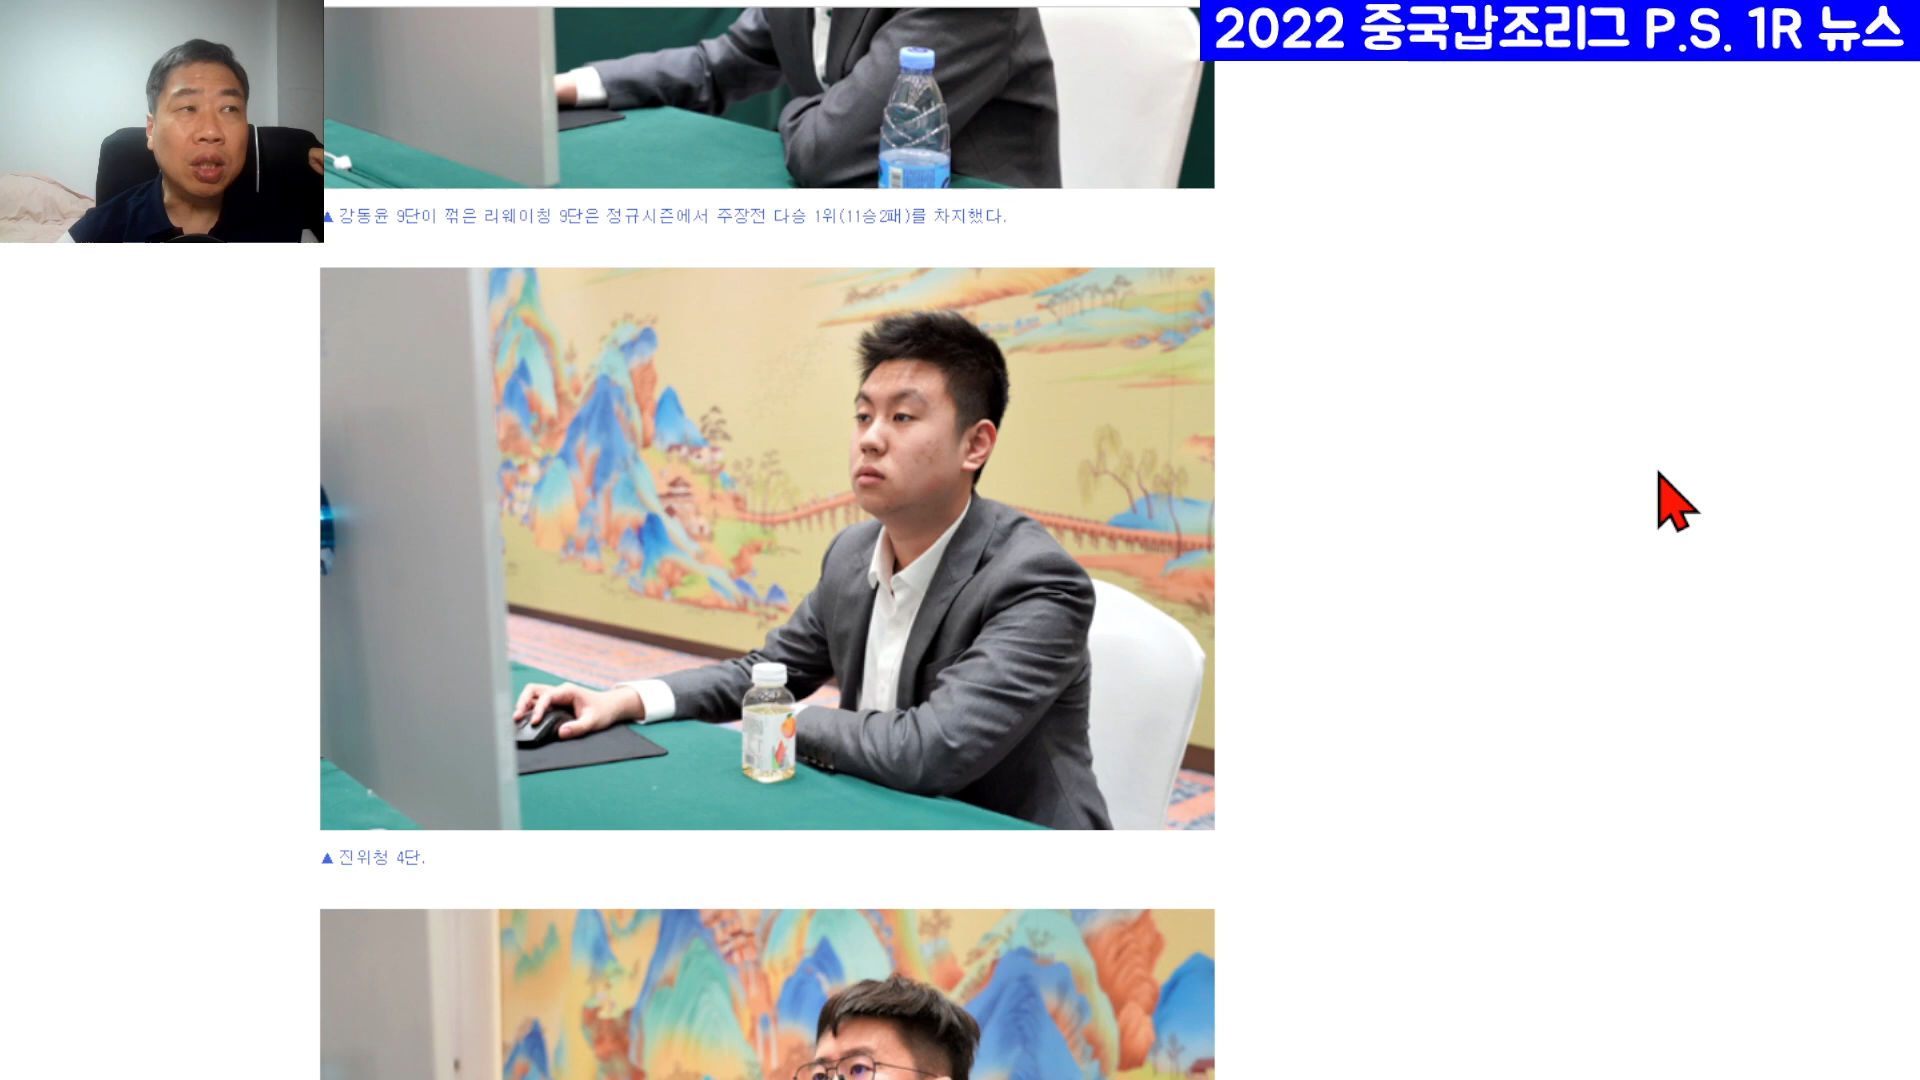 2022 중국갑조리그 P.S. 1R 뉴스
▲ 강동윤 9단이 꺾은 리웨이칭 9단은 정규시즌에서 주장전 다승 1위(11승2패)를 차지했다.
▲ 진위청 4단.